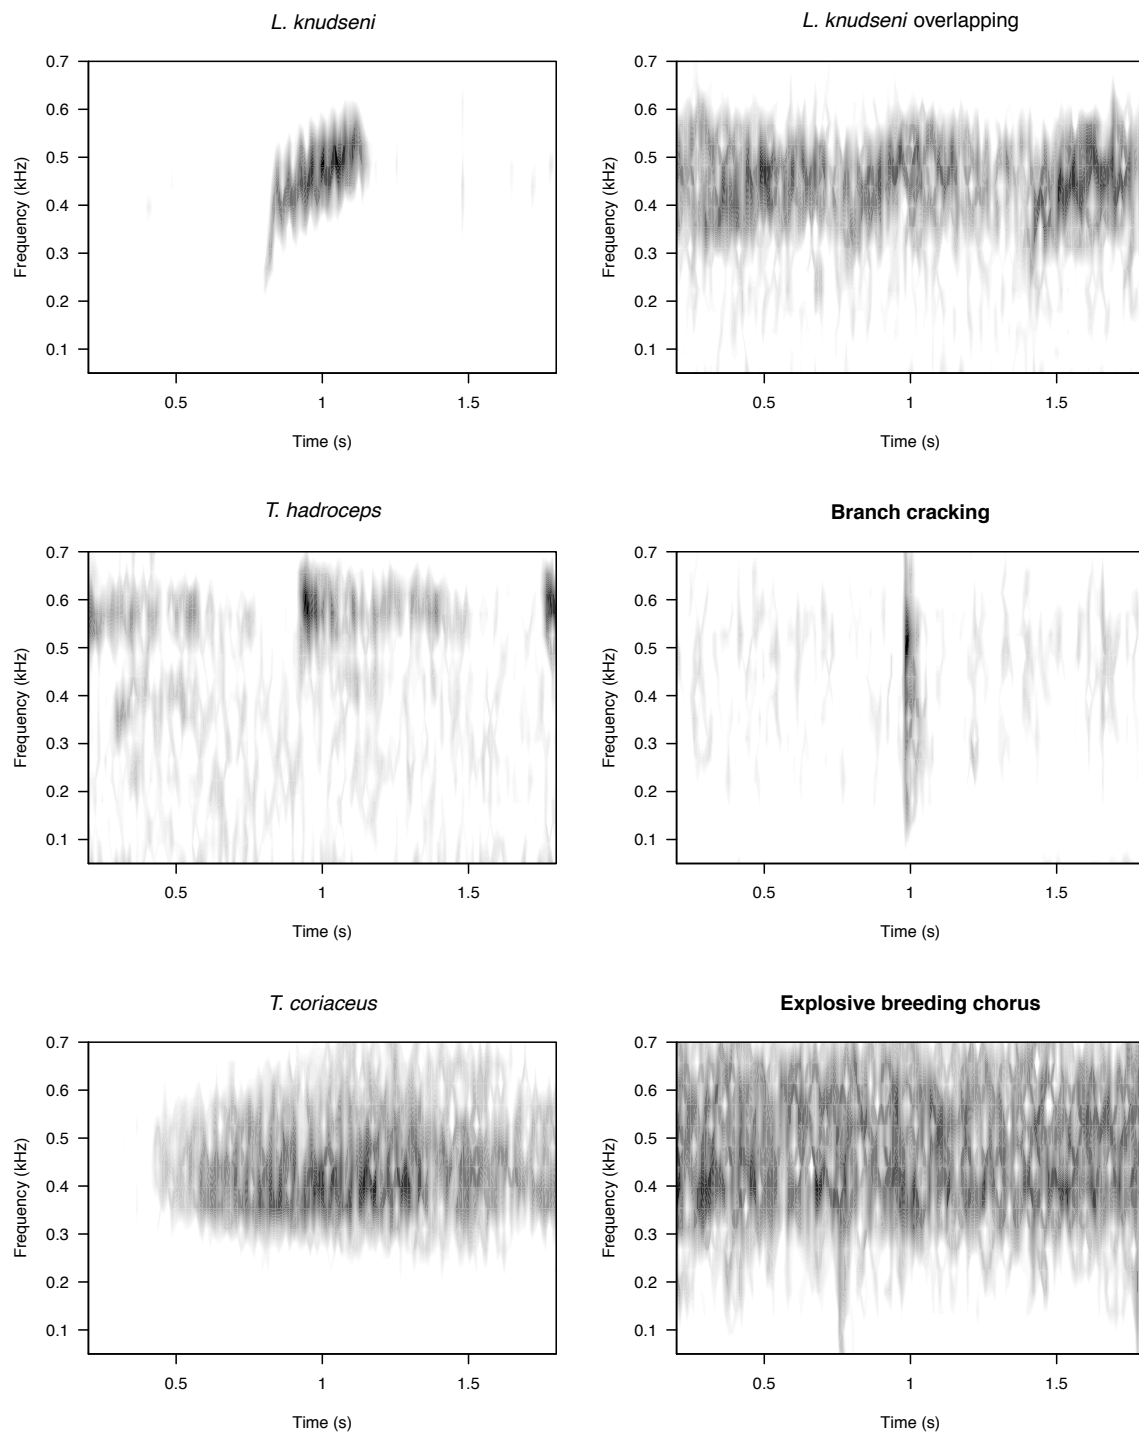 L. knudseni
0.7
0.6
0.5
0.4
0.3
0.2
0.1
Frequency (kHz)
0.5 1 1.5
Time (s)
L. knudseni overlapping
0.7
0.6
0.5
0.4
0.3
0.2
0.1
Frequency (kHz)
0.5 1 1.5
Time (s)
T. hadroceps
0.7
0.6
0.5
0.4
0.3
0.2
0.1
Frequency (kHz)
0.5 1 1.5
Time (s)
Branch cracking
0.7
0.6
0.5
0.4
0.3
0.2
0.1
Frequency (kHz)
0.5 1 1.5
Time (s)
T. coriaceus
0.7
0.6
0.5
0.4
0.3
0.2
0.1
Frequency (kHz)
0.5 1 1.5
Time (s)
Explosive breeding chorus
0.7
0.6
0.5
0.4
0.3
0.2
0.1
Frequency (kHz)
0.5 1 1.5
Time (s)